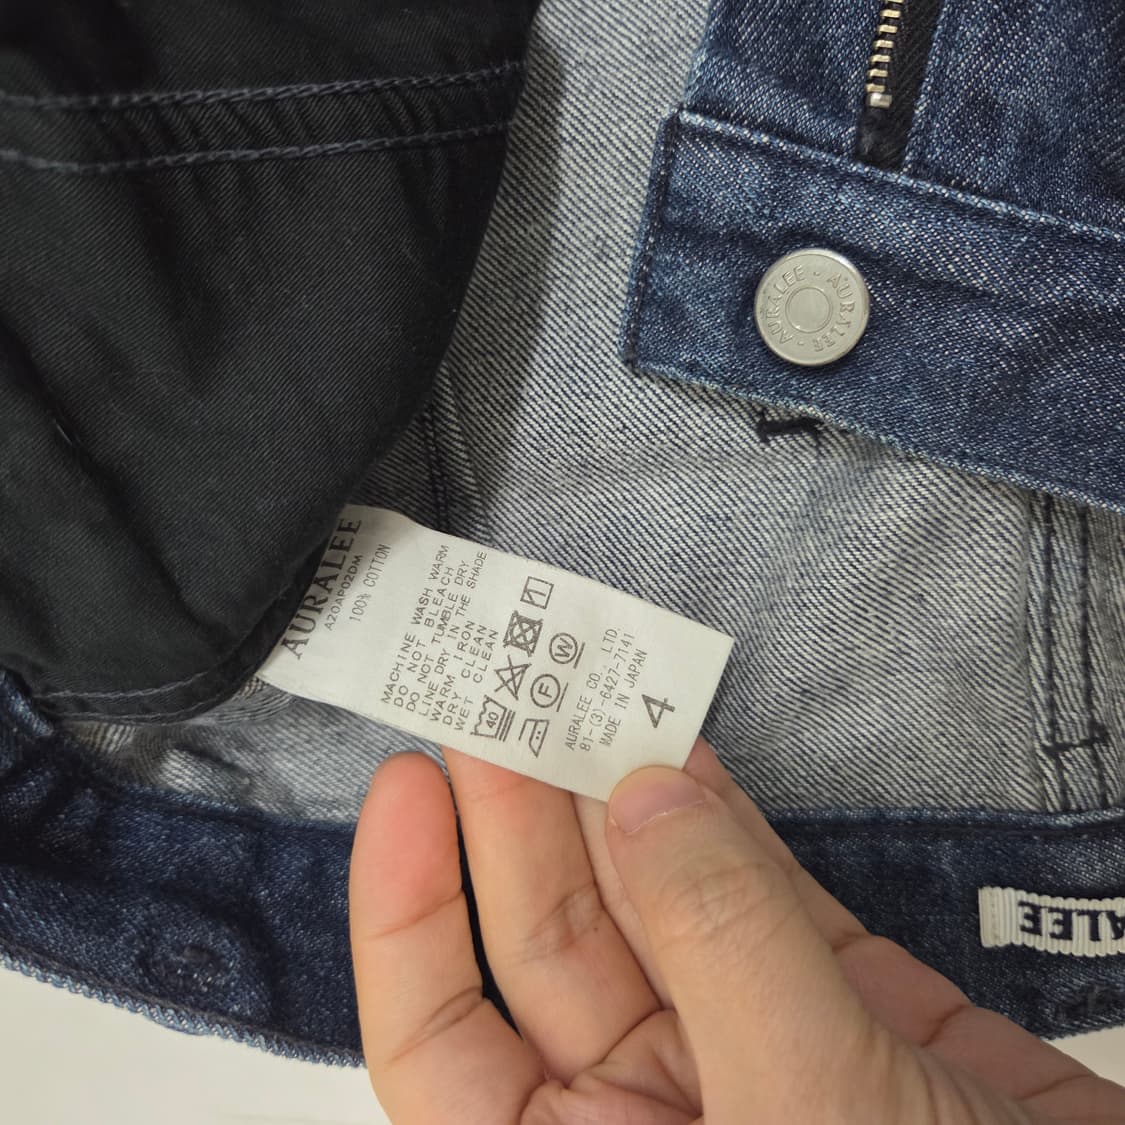 AURALEE
A20AP02DM
100% COTTON
MACHINE WASH WARM
DO NOT BLEACH
DO NOT TUMBLE DRY
LINE DRY IN THE SHADE
WARM IRON
DRY CLEAN
WET CLEAN
40
F
W
AURALEE CO., LTD.
81-(3)-6427-7141
MADE IN JAPAN
4
AURALEE · AURALEE ·
ALEE